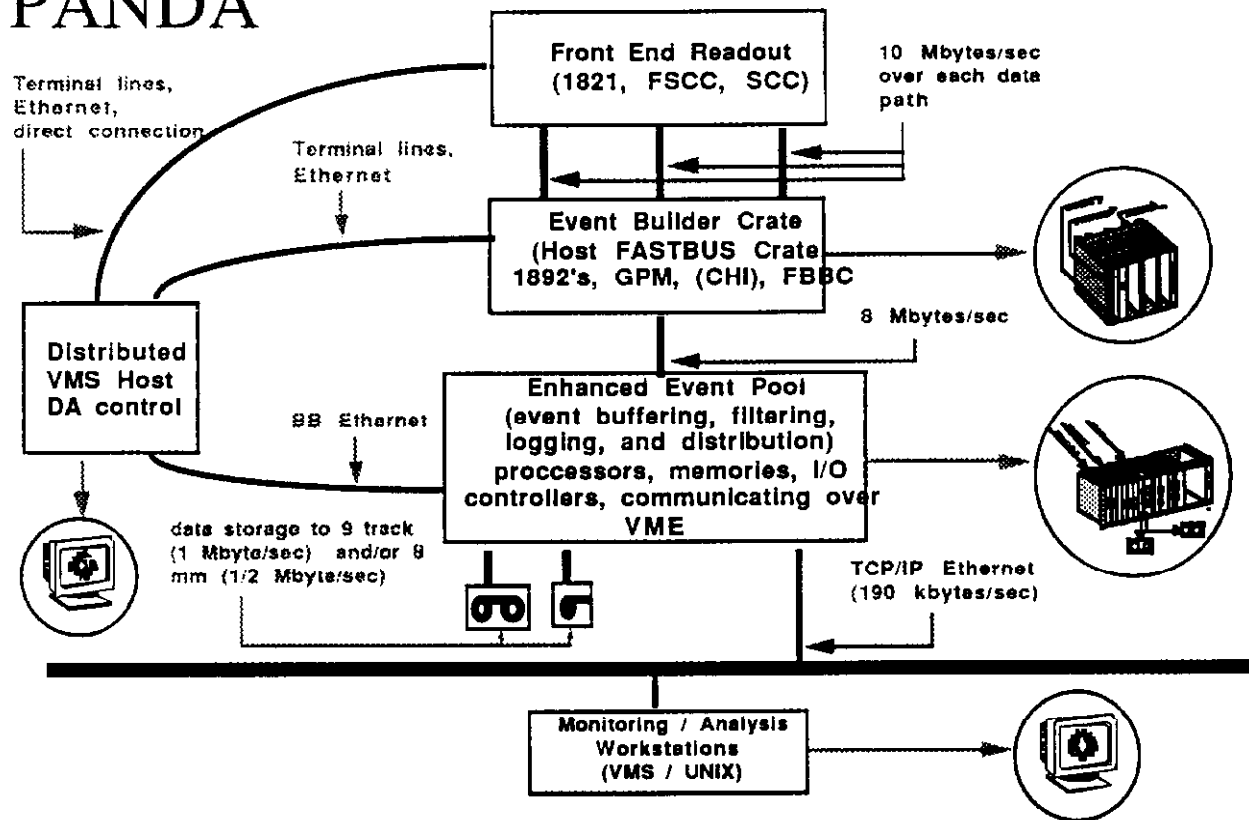 PANDA
Front End Readout
(1821, FSCC, SCC)
10 Mbytes/sec
over each data
path
Terminal lines,
Ethernet,
direct connection
Terminal lines,
Ethernet
Event Builder Crate
(Host FASTBUS Crate
1892's, GPM, (CHI), FBBC
8 Mbytes/sec
Distributed
VMS Host
DA control
Enhanced Event Pool
(event buffering, filtering,
logging, and distribution)
proccessors, memories, I/O
controllers, communicating over
VME
BB Ethernet
data storage to 9 track
(1 Mbyte/sec) and/or 8
mm (1/2 Mbyte/sec)
TCP/IP Ethernet
(190 kbytes/sec)
Monitoring / Analysis
Workstations
(VMS / UNIX)